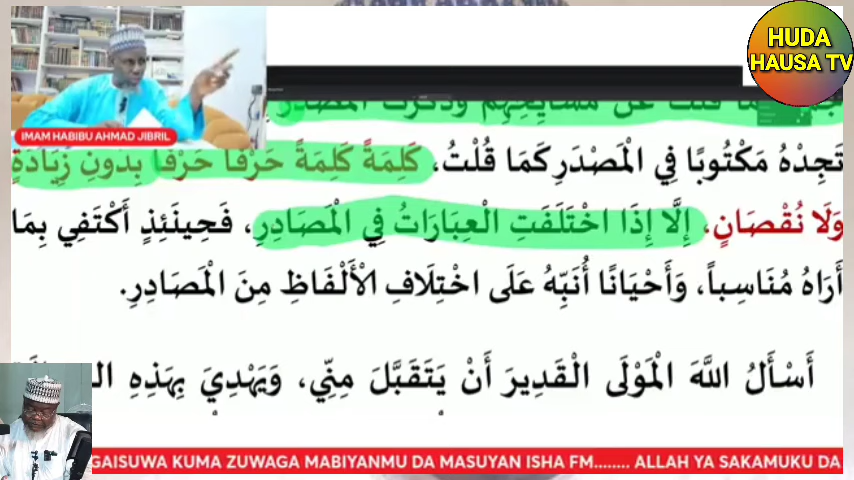 HUDA
HAUSA TV
IMAM HABIBU AHMAD JIBRIL
تَجِدْهُ مَكْتُوبًا فِي الْمَصْدَرِ كَمَا قُلْتُ، كَلِمَةً كَلِمَةً حَرْفًا حَرْفًا بِدُونِ زِيَادَةٍ
وَلَا نُقْصَانٍ، إِلَّا إِذَا اخْتَلَفَتِ الْعِبَارَاتُ فِي الْمَصَادِرِ، فَحِينَئِذٍ أَكْتَفِي بِمَا
أَرَاهُ مُنَاسِباً، وَأَحْيَانًا أُنَبِّهُ عَلَى اخْتِلَافِ الْأَلْفَاظِ مِنَ الْمَصَادِرِ.
أَسْأَلُ اللَّهَ الْمَوْلَى الْقَدِيرَ أَنْ يَتَقَبَّلَ مِنِّي، وَيَهْدِيَ بِهَذِهِ
GAISUWA KUMA ZUWAGA MABIYANMU DA MASUYAN ISHA FM........ ALLAH YA SAKAMUKU DA